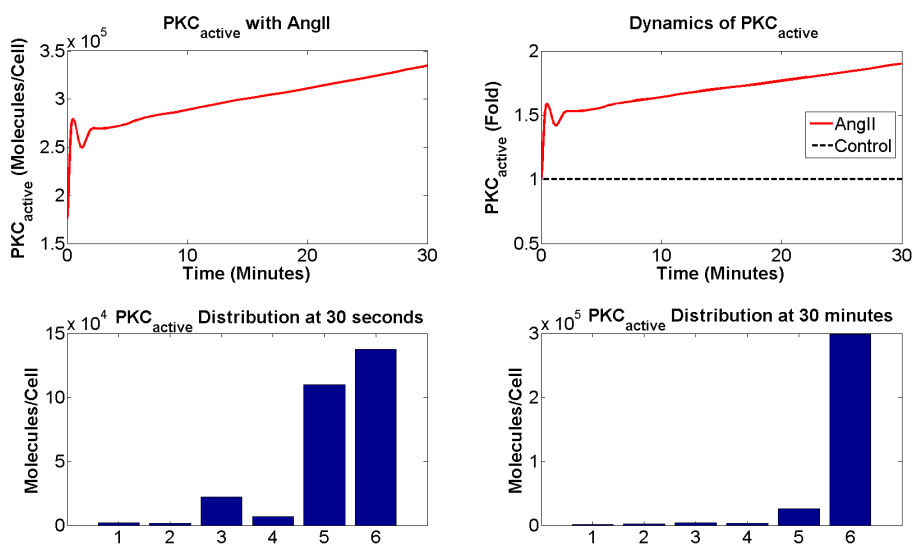 PKCactive with AngII
x 10^5
3.5
3
2.5
2
1.5
PKCactive (Molecules/Cell)
0 10 20 30
Time (Minutes)
Dynamics of PKCactive
2
1.5
1
0.5
PKCactive (Fold)
AngII
Control
0 10 20 30
Time (Minutes)
x 10^4 PKCactive Distribution at 30 seconds
15
10
5
0
Molecules/Cell
1 2 3 4 5 6
x 10^5 PKCactive Distribution at 30 minutes
3
2
1
0
Molecules/Cell
1 2 3 4 5 6